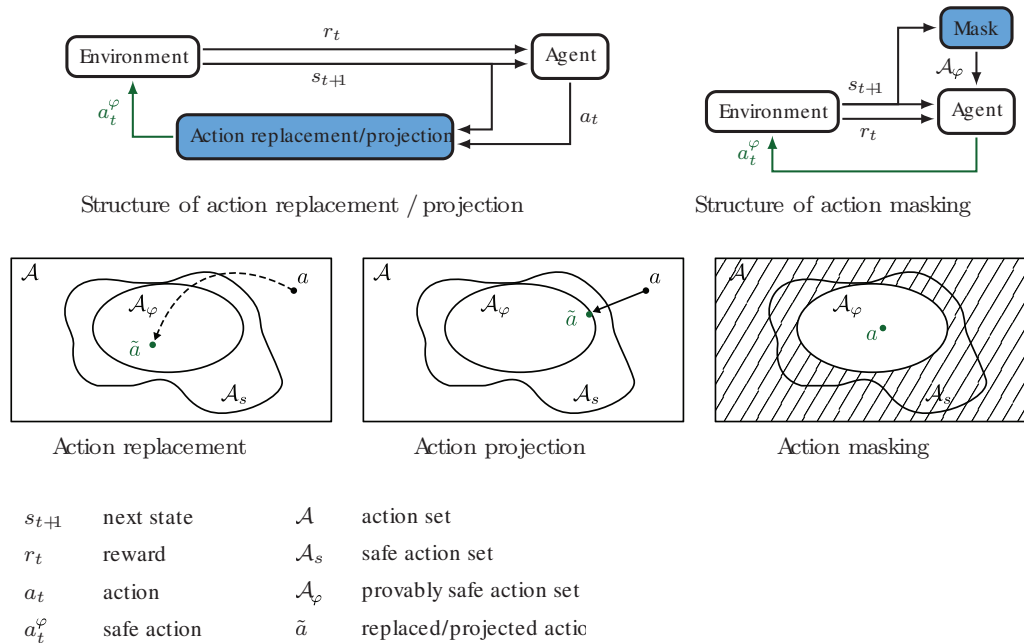 r_t
Environment
Agent
s_{t+1}
a_t^φ
a_t
Action replacement/projection
Structure of action replacement / projection
Mask
𝒜_φ
s_{t+1}
Environment
Agent
r_t
a_t^φ
Structure of action masking
𝒜
a
𝒜_φ
ã
𝒜_s
Action replacement
𝒜
a
𝒜_φ
ã
𝒜_s
Action projection
𝒜
𝒜_φ
a
𝒜_s
Action masking
s_{t+1} next state 𝒜 action set
r_t reward 𝒜_s safe action set
a_t action 𝒜_φ provably safe action set
a_t^φ safe action ã replaced/projected actio